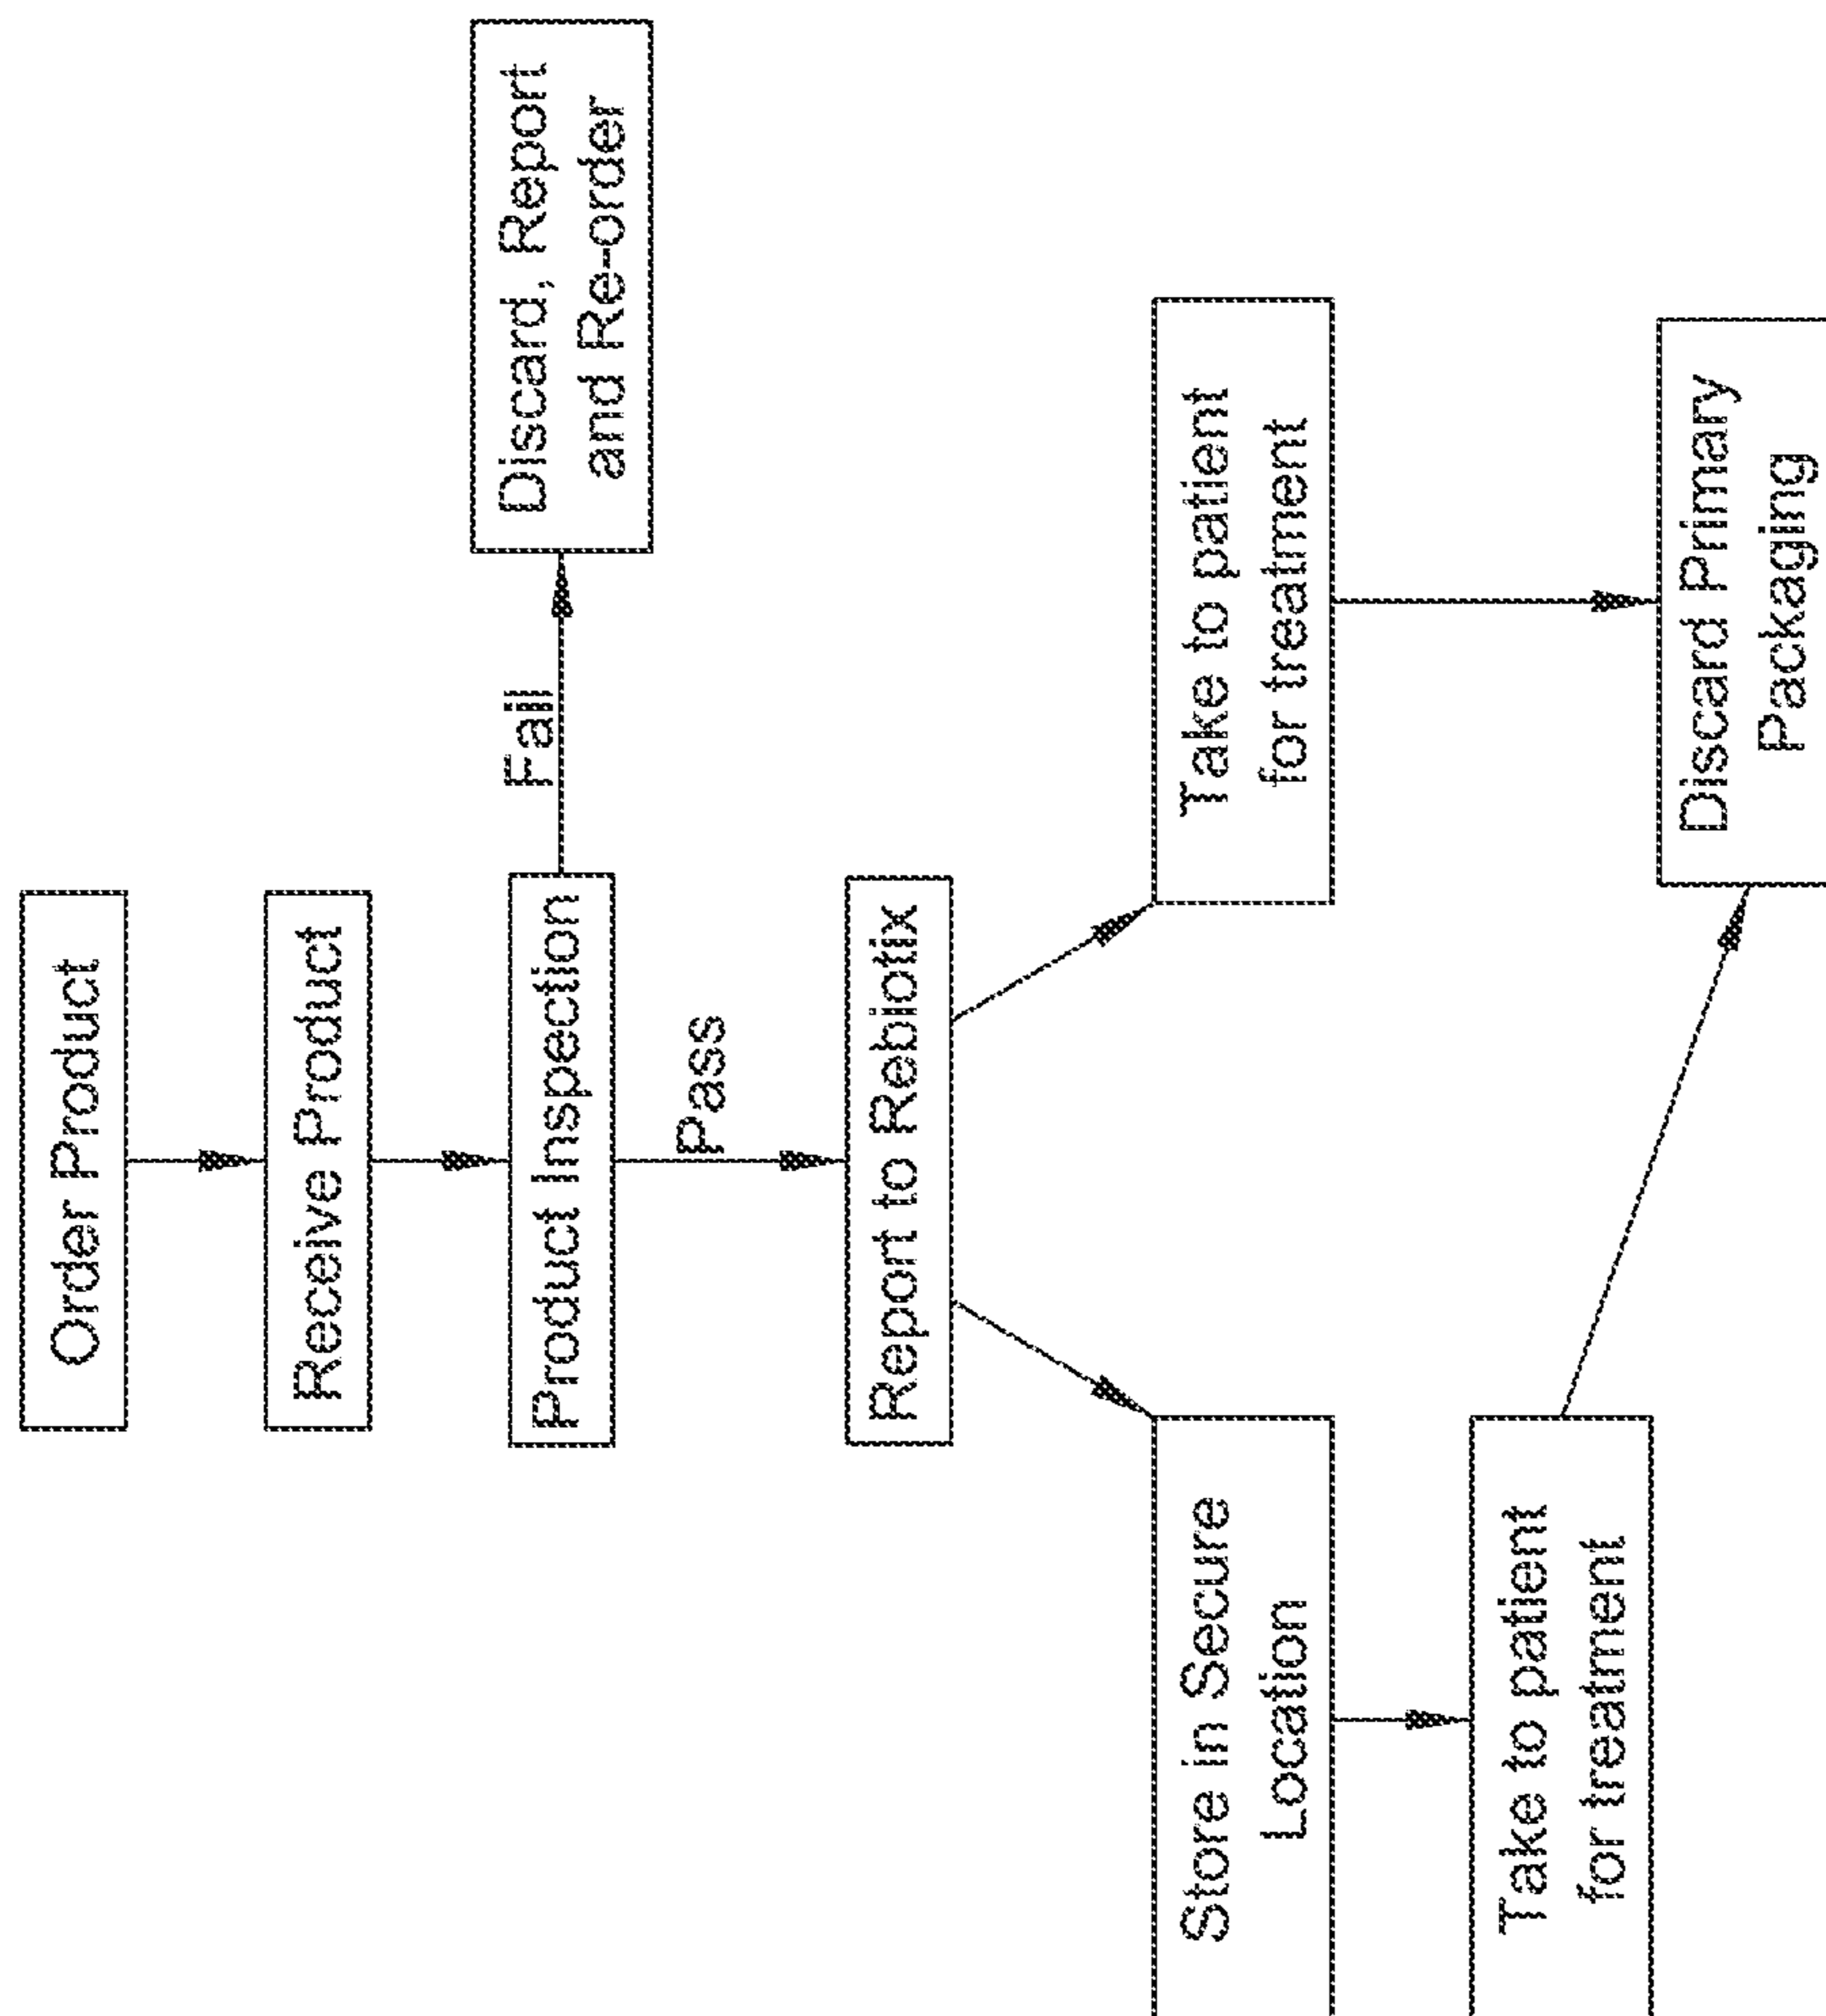 Order Product
Receive Product
Product Inspection
Fail
Discard, Report
and Re-order
Pass
Report to Rebiotix
Store in Secure
Location
Take to patient
for treatment
Take to patient
for treatment
Discard Primary
Packaging